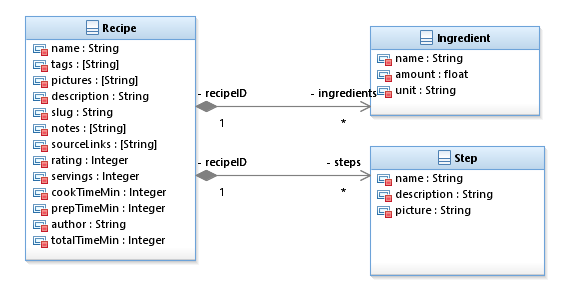 Recipe
name : String
tags : [String]
pictures : [String]
description : String
slug : String
notes : [String]
sourceLinks : [String]
rating : Integer
servings : Integer
cookTimeMin : Integer
prepTimeMin : Integer
author : String
totalTimeMin : Integer
- recipeID
- ingredients
1
*
- recipeID
- steps
1
*
Ingredient
name : String
amount : float
unit : String
Step
name : String
description : String
picture : String